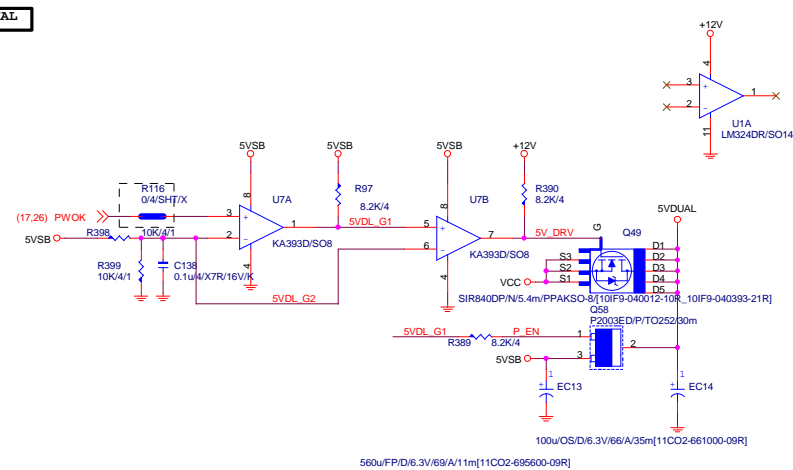 AL
+12V
4
3
+
1
2
-
U1A
LM324DR/SO14
11
5VSB
5VSB
+12V
R116
0/4/SHT/X
U7A
R97
8.2K/4
U7B
R390
8.2K/4
5VDUAL
(17,26) PWOK
8
3
+
1
5VDL_G1
8
5
+
7
5V_DRV
G
Q49
5VSB
R398
10K/4/1
2
-
KA393D/SO8
6
-
KA393D/SO8
S3
S2
S1
D1
D2
D3
D4
D5
R399
10K/4/1
C138
0.1u/4/X7R/16V/K
4
4
VCC
5VDL_G2
SIR840DP/N/5.4m/PPAKSO-8/[10IF9-040012-10R_10IF9-040393-21R]
Q58
P2003ED/P/TO252/30m
5VDL_G1
P_EN
1
R389
8.2K/4
2
5VSB
3
1
+
EC13
1
+
EC14
100u/OS/D/6.3V/66/A/35m[11CO2-661000-09R]
560u/FP/D/6.3V/69/A/11m[11CO2-695600-09R]